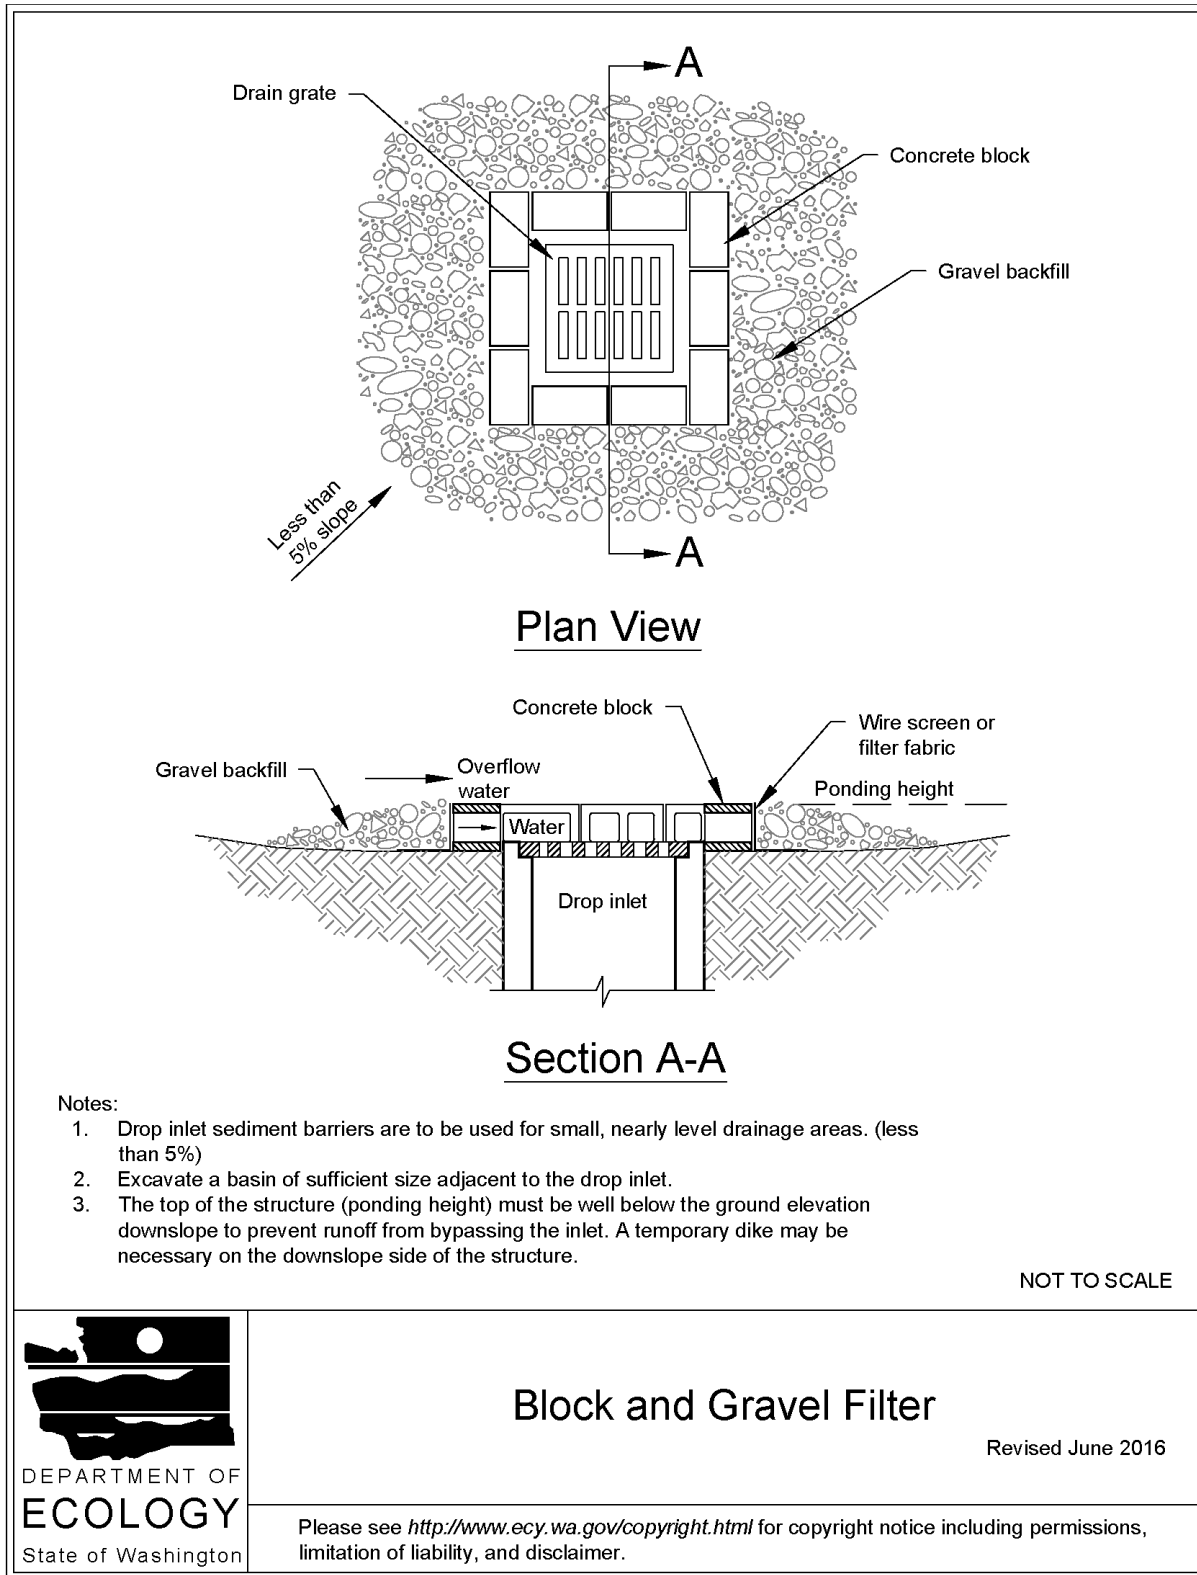 A
Drain grate
Concrete block
Gravel backfill
Less than
5% slope
A
Plan View
Concrete block
Wire screen or
filter fabric
Gravel backfill
Overflow
water
Ponding height
Water
Drop inlet
Section A-A
Notes:
1. Drop inlet sediment barriers are to be used for small, nearly level drainage areas. (less
than 5%)
2. Excavate a basin of sufficient size adjacent to the drop inlet.
3. The top of the structure (ponding height) must be well below the ground elevation
downslope to prevent runoff from bypassing the inlet. A temporary dike may be
necessary on the downslope side of the structure.
NOT TO SCALE
Block and Gravel Filter
Revised June 2016
DEPARTMENT OF
ECOLOGY
State of Washington
Please see http://www.ecy.wa.gov/copyright.html for copyright notice including permissions,
limitation of liability, and disclaimer.